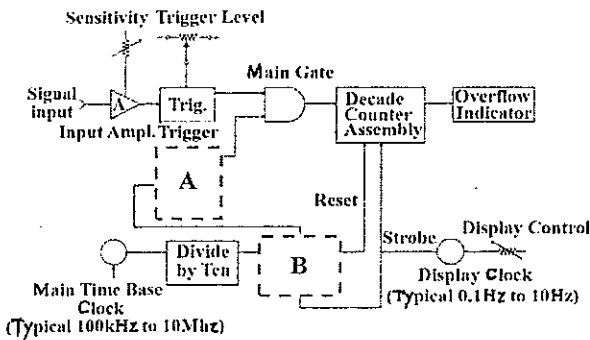 Sensitivity Trigger Level
Main Gate
Signal
input
A
Trig.
Decade
Counter
Assembly
Overflow
Indicator
Input Ampl. Trigger
A
Reset
Strobe
Display Control
Divide
by Ten
B
Main Time Base
Clock
(Typical 100kHz to 10Mhz)
Display Clock
(Typical 0.1Hz to 10Hz)